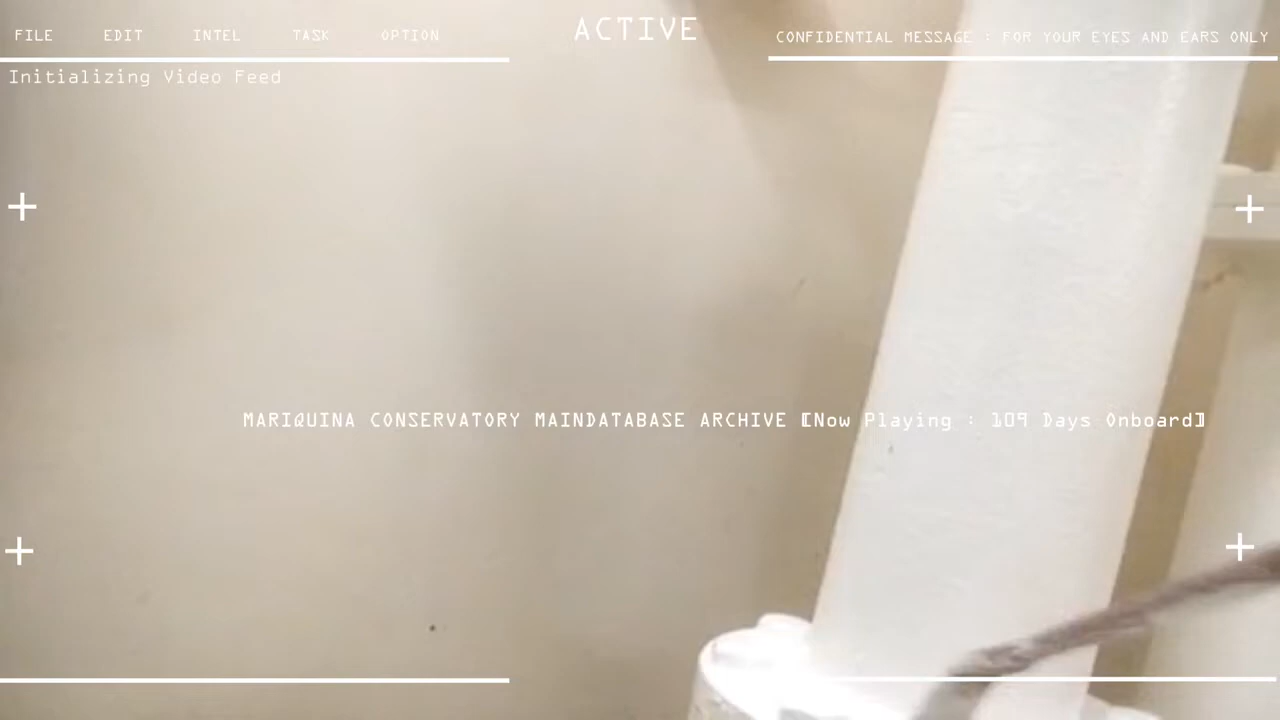 FILE EDIT INTEL TASK OPTION
ACTIVE
CONFIDENTIAL MESSAGE : FOR YOUR EYES AND EARS ONLY
Initializing Video Feed
MARIQUINA CONSERVATORY MAINDATABASE ARCHIVE [Now Playing : 109 Days Onboard]